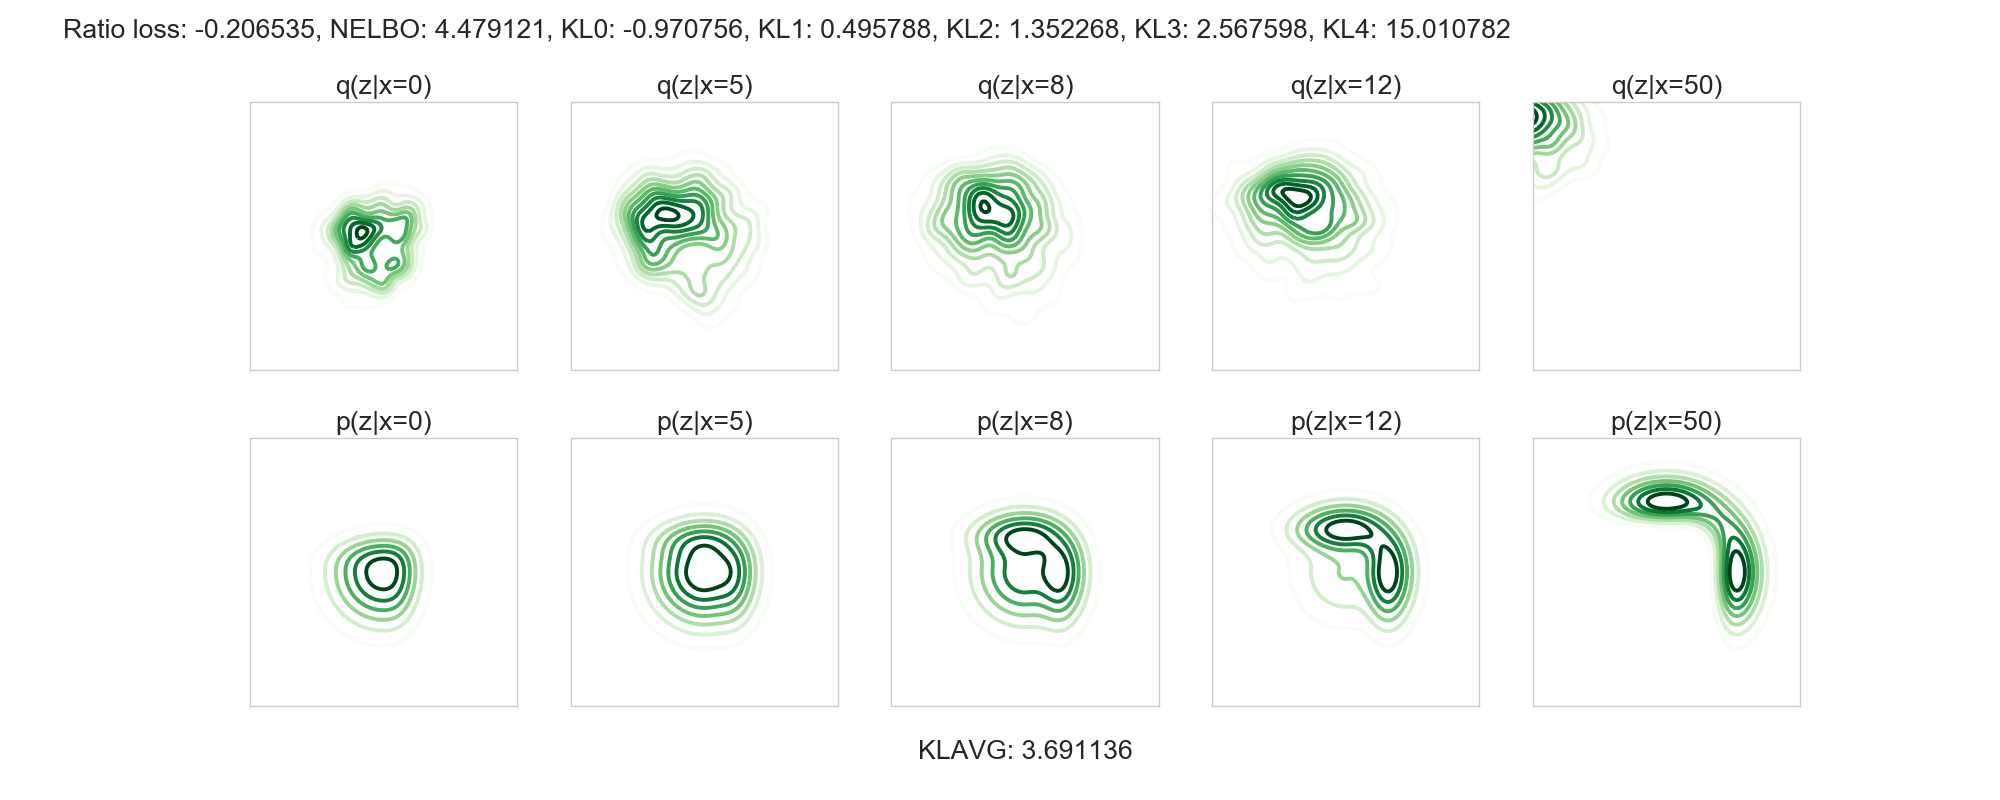 Ratio loss: -0.206535, NELBO: 4.479121, KL0: -0.970756, KL1: 0.495788, KL2: 1.352268, KL3: 2.567598, KL4: 15.010782
q(z|x=0) q(z|x=5) q(z|x=8) q(z|x=12) q(z|x=50)
p(z|x=0) p(z|x=5) p(z|x=8) p(z|x=12) p(z|x=50)
KLAVG: 3.691136